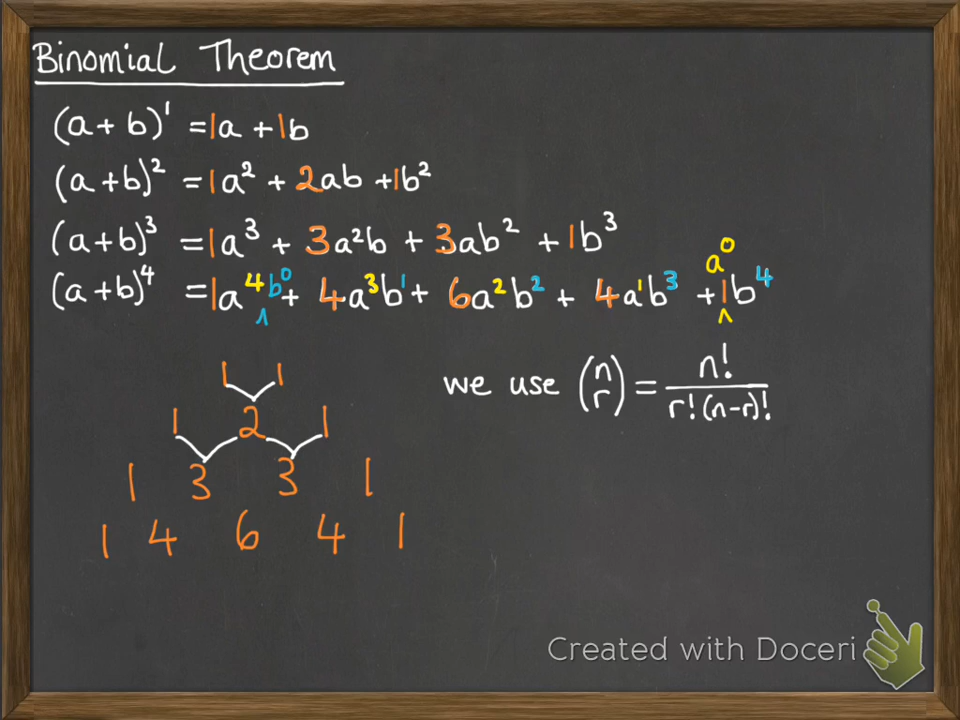 Binomial Theorem
(a+b)¹ = 1a + 1b
(a+b)² = 1a² + 2ab + 1b²
(a+b)³ = 1a³ + 3a²b + 3ab² + 1b³
a⁰
(a+b)⁴ = 1a⁴b⁰ + 4a³b¹ + 6a²b² + 4a¹b³ + 1b⁴
1 1
1 2 1
1 3 3 1
1 4 6 4 1
we use (n r) = n! / r!(n-r)!
Created with Doceri